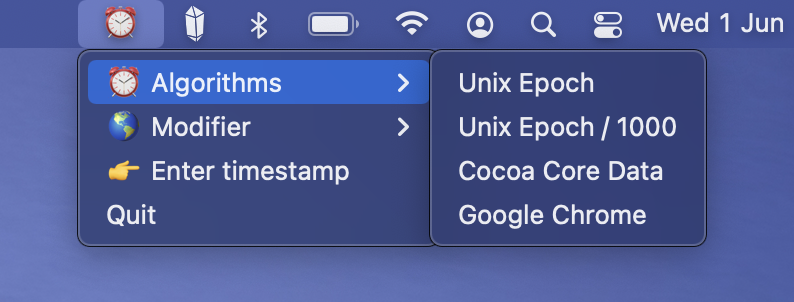 Wed 1 Jun
Algorithms
Modifier
Enter timestamp
Quit
Unix Epoch
Unix Epoch / 1000
Cocoa Core Data
Google Chrome